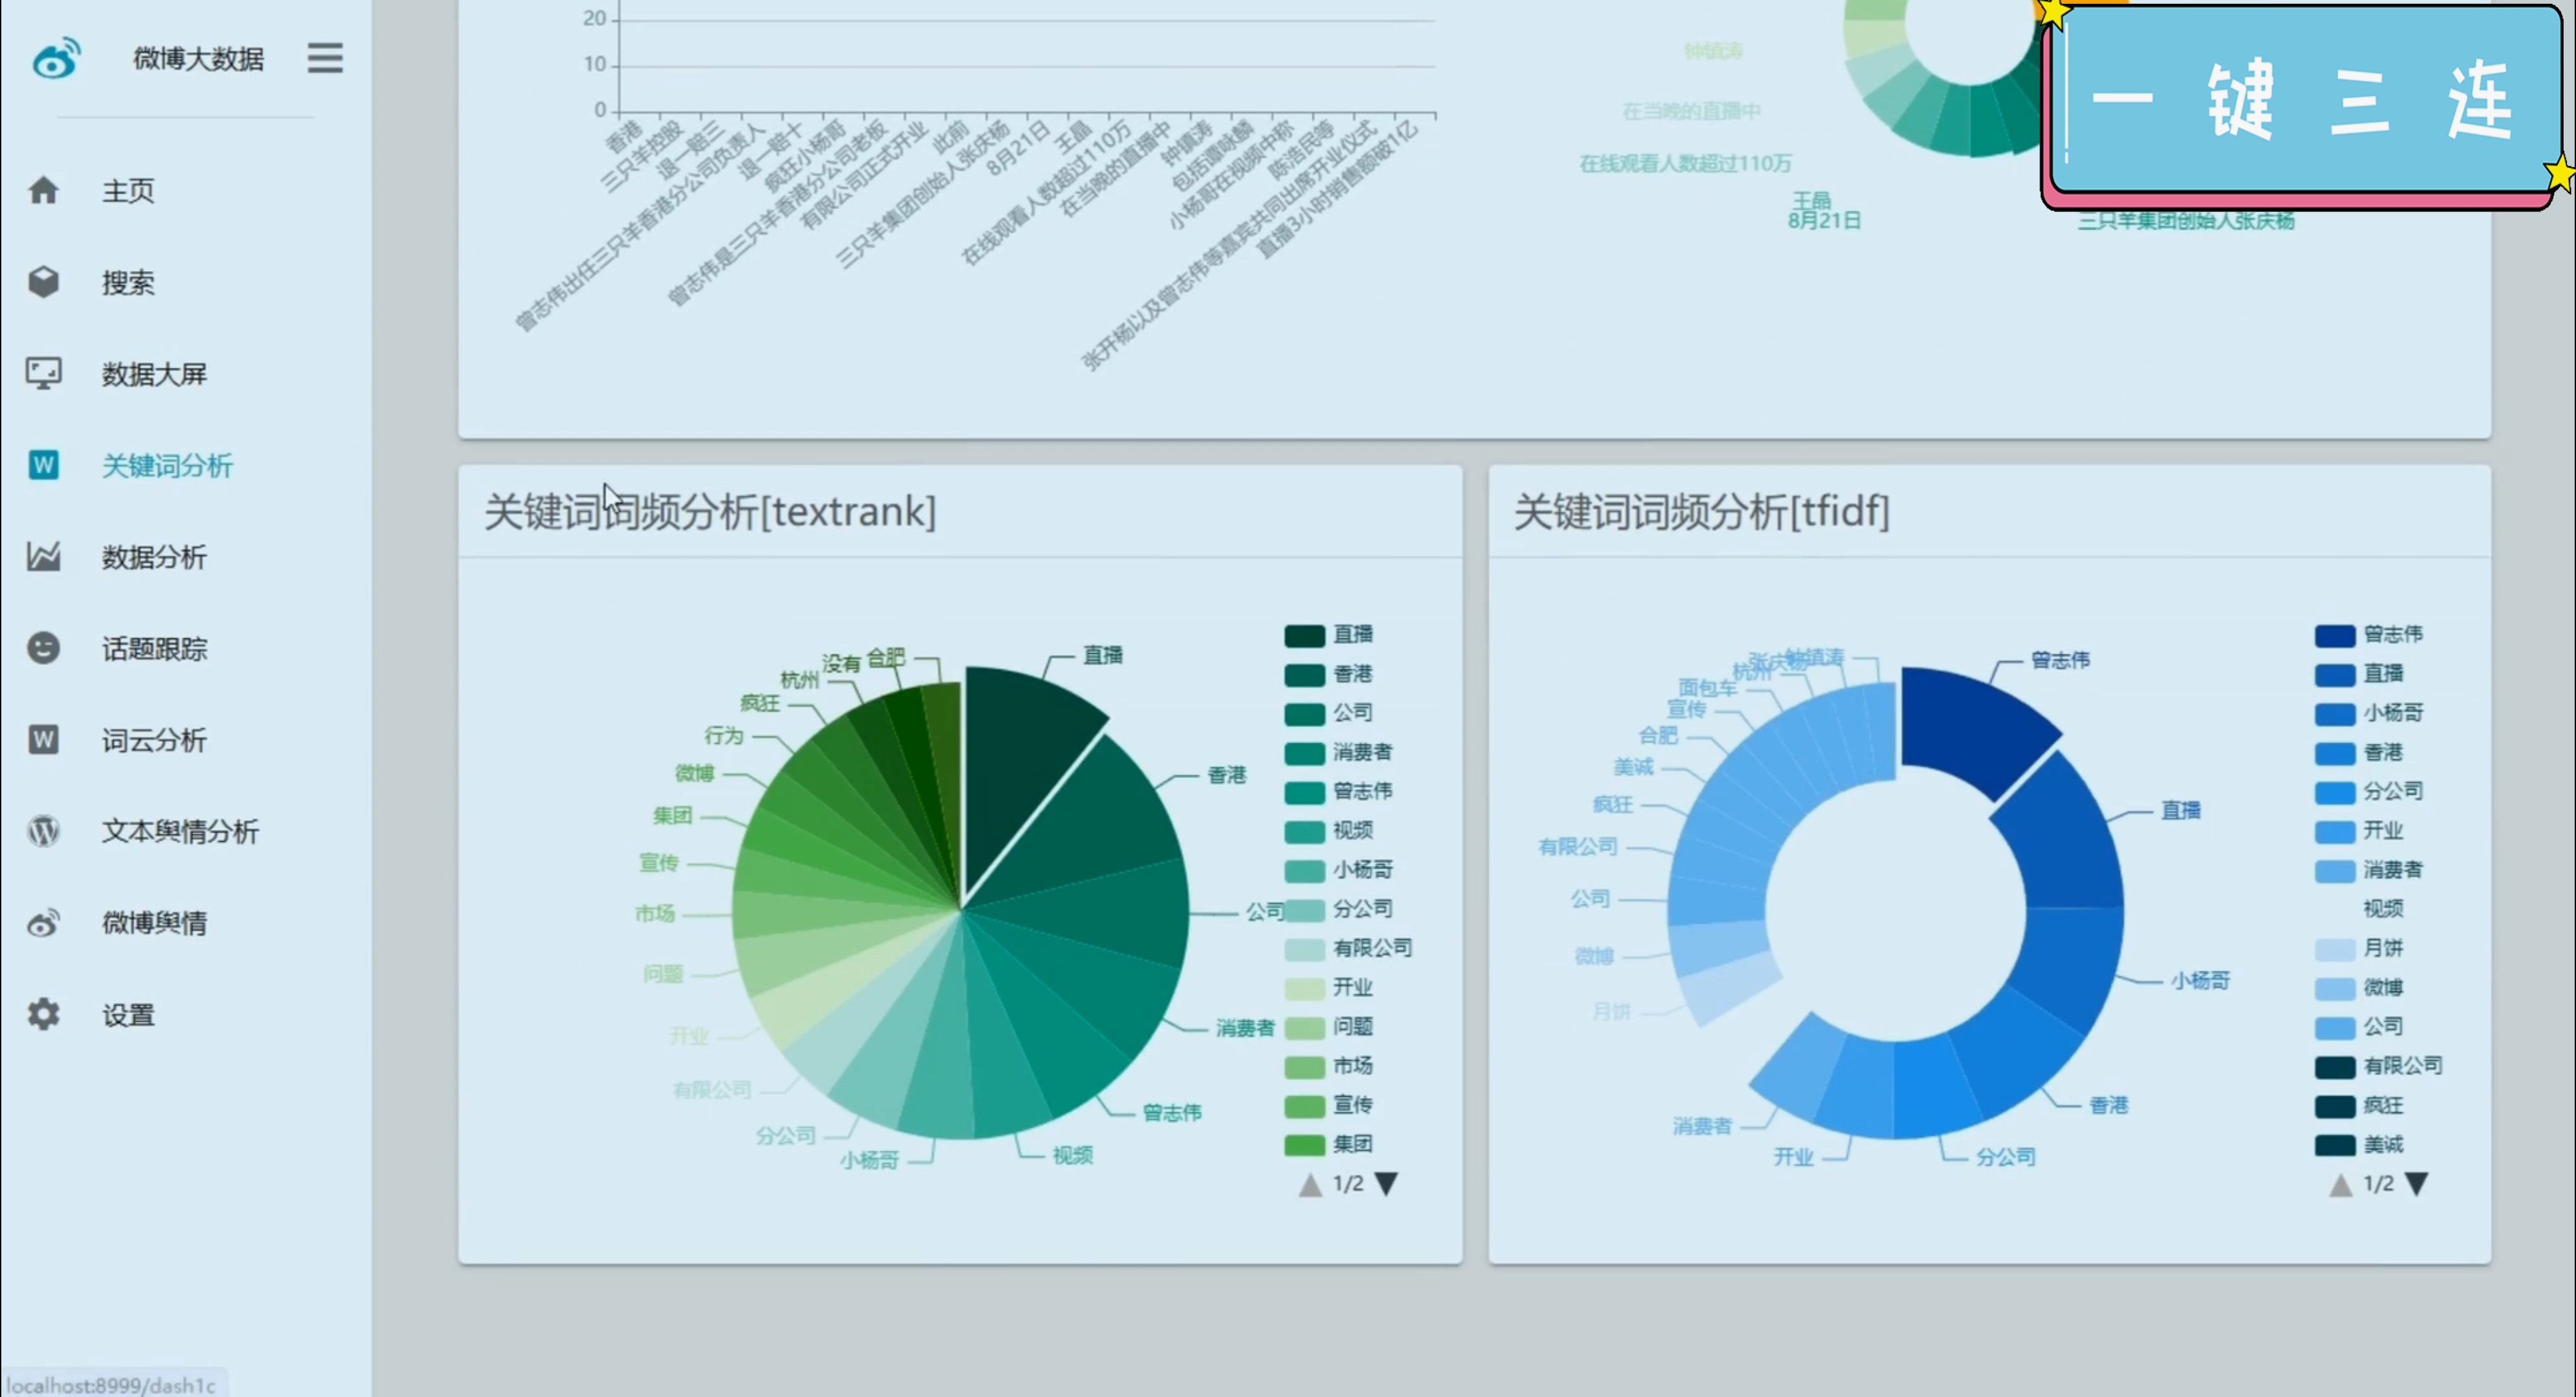 微博大数据
主页
搜索
数据大屏
关键词分析
数据分析
话题跟踪
词云分析
文本舆情分析
微博舆情
设置
20
10
0
香港
三只羊控股
退一赔三
曾志伟出任三只羊香港分公司负责人
退一赔十
疯狂小杨哥
曾志伟是三只羊香港分公司老板
有限公司正式开业
此前
三只羊集团创始人张庆杨
8月21日
王晶
在线观看人数超过110万
在当晚的直播中
钟镇涛
包括谭咏麟
小杨哥在视频中称
陈浩民等
张开杨以及曾志伟等嘉宾共同出席开业仪式
直播3小时销售额破1亿
钟镇涛
在当晚的直播中
在线观看人数超过110万
王晶
8月21日
三只羊集团创始人张庆杨
一键三连
关键词词频分析[textrank]
直播
香港
公司
消费者
曾志伟
视频
小杨哥
分公司
有限公司
开业
问题
市场
宣传
集团
微博
行为
疯狂
杭州
没有
合肥
直播
香港
公司
消费者
曾志伟
视频
小杨哥
分公司
有限公司
开业
问题
市场
宣传
集团
1/2
关键词词频分析[tfidf]
曾志伟
直播
小杨哥
香港
分公司
开业
消费者
月饼
微博
公司
有限公司
疯狂
美诚
合肥
宣传
面包车
杭州
张庆杨
钟镇涛
曾志伟
直播
小杨哥
香港
分公司
开业
消费者
视频
月饼
微博
公司
有限公司
疯狂
美诚
1/2
localhost:8999/dash1c